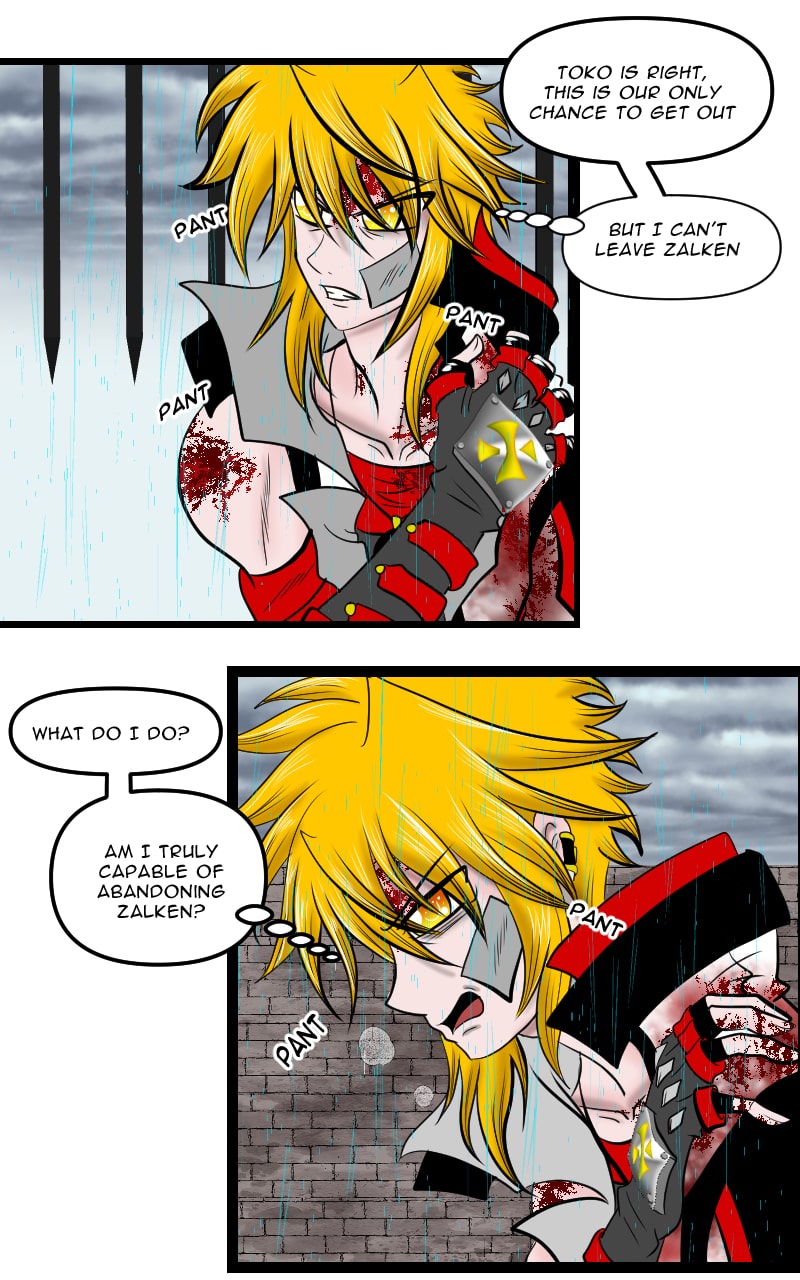 TOKO IS RIGHT,
THIS IS OUR ONLY
CHANCE TO GET OUT
BUT I CAN'T
LEAVE ZALKEN
PANT
PANT
PANT
WHAT DO I DO?
AM I TRULY
CAPABLE OF
ABANDONING
ZALKEN?
PANT
PANT